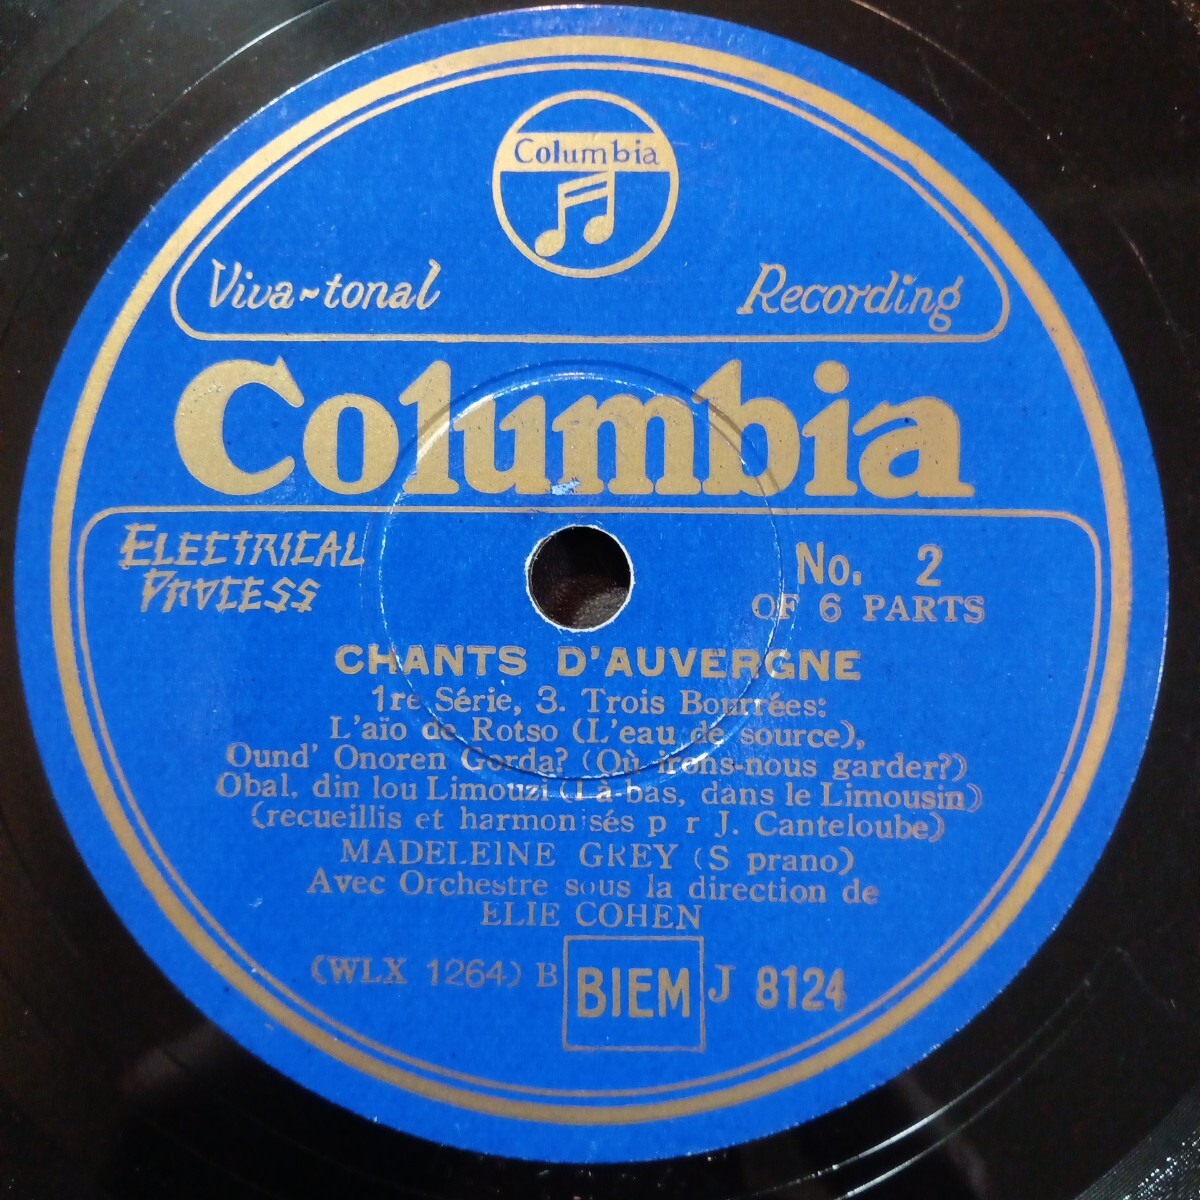 Columbia
Viva~tonal Recording
Columbia
ELECTRICAL
PROCESS
No. 2
OF 6 PARTS
CHANTS D'AUVERGNE
1re Série, 3. Trois Bourrées:
L'aïo de Rotso (L'eau de source),
Ound' Onoren Gorda? (Où irons-nous garder?)
Obal, din lou Limouzi (Là-bas, dans le Limousin)
(recueillis et harmonisés p r J. Canteloube)
MADELEINE GREY (S prano)
Avec Orchestre sous la direction de
ELIE COHEN
(WLX 1264) B BIEM J 8124